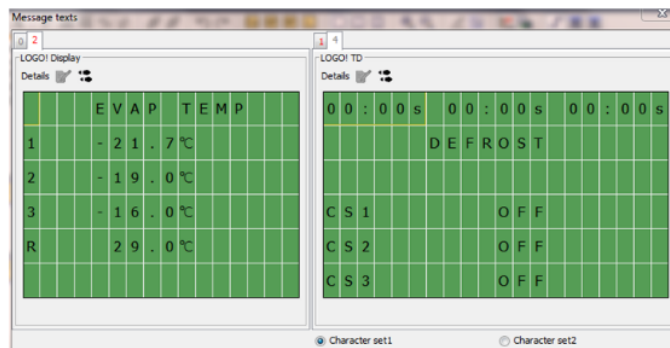 Message texts
0 2
LOGO! Display
Details
EVAP TEMP
1 -21.7°C
2 -19.0°C
3 -16.0°C
R 29.0°C
1 4
LOGO! TD
Details
00:00s 00:00s 00:00s
DEFROST
CS1 OFF
CS2 OFF
CS3 OFF
Character set1 Character set2